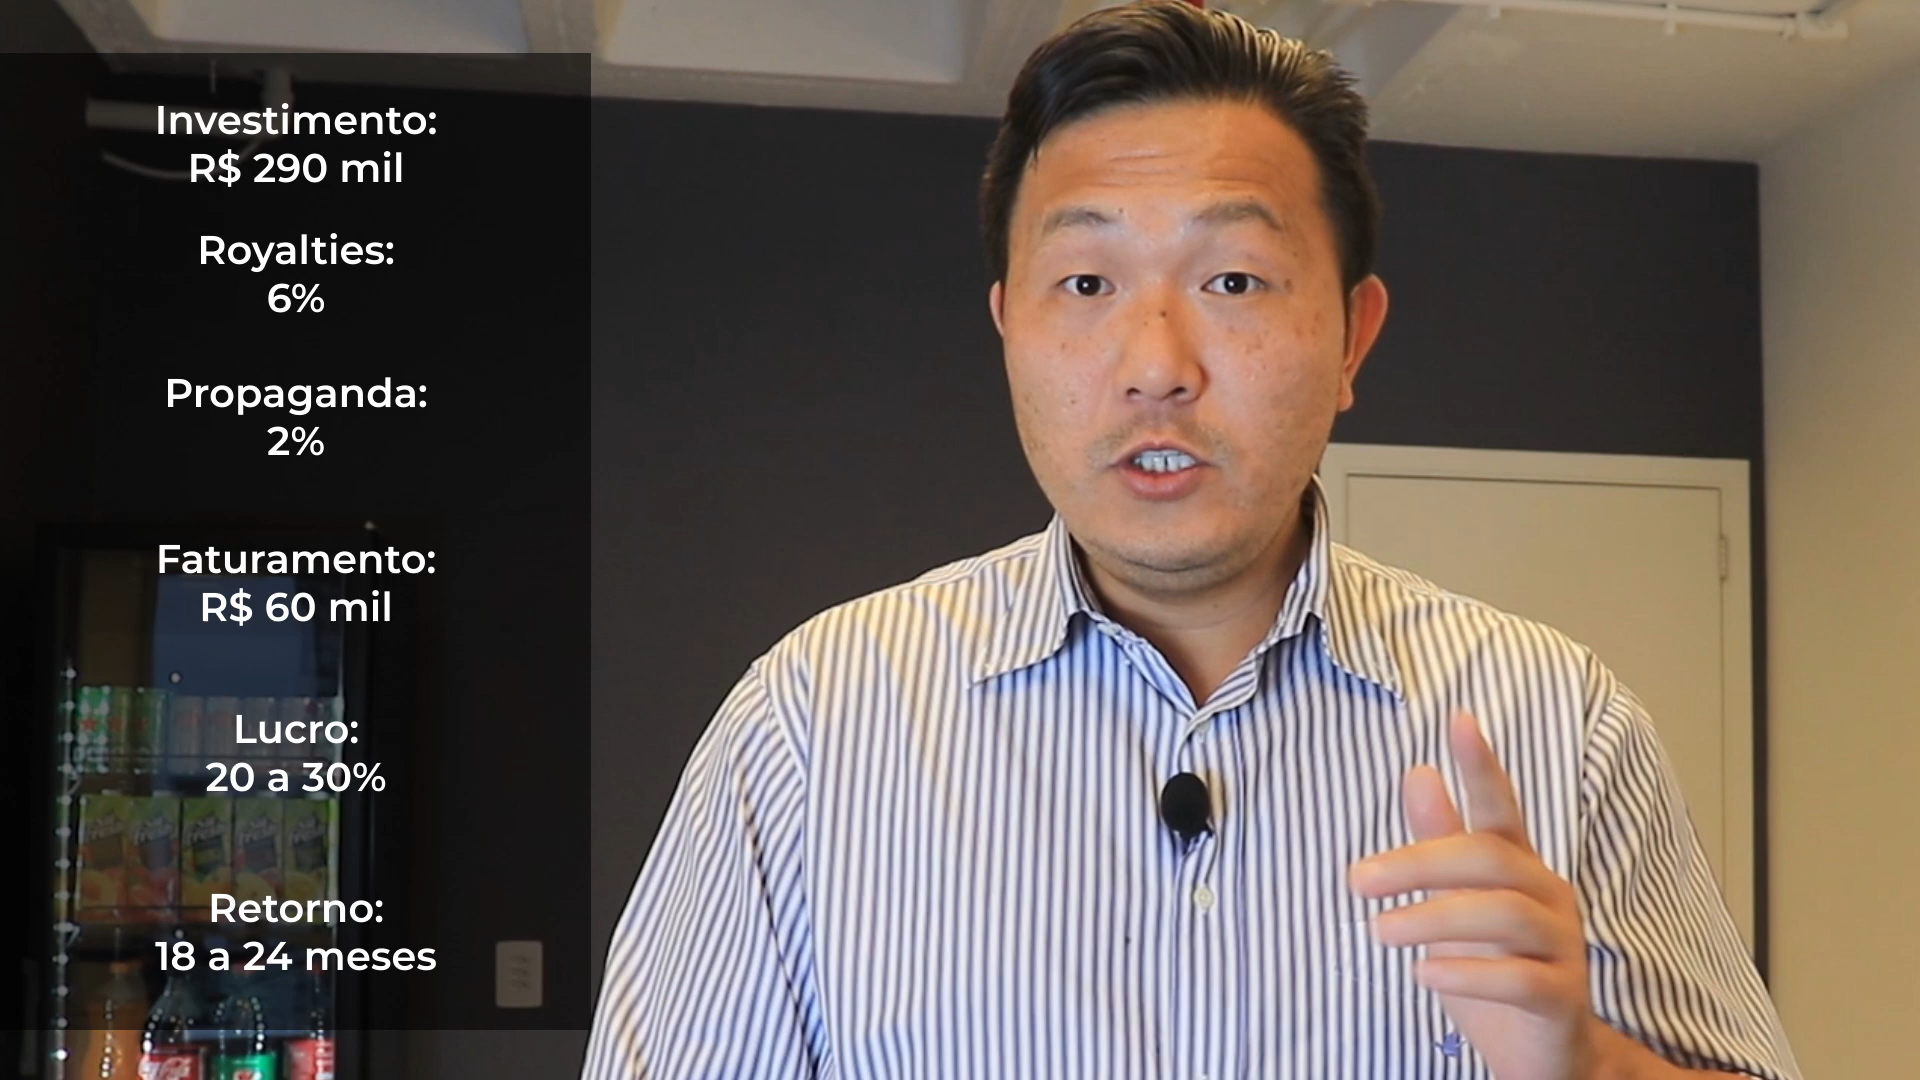 Investimento:
R$ 290 mil
Royalties:
6%
Propaganda:
2%
Faturamento:
R$ 60 mil
Lucro:
20 a 30%
Retorno:
18 a 24 meses